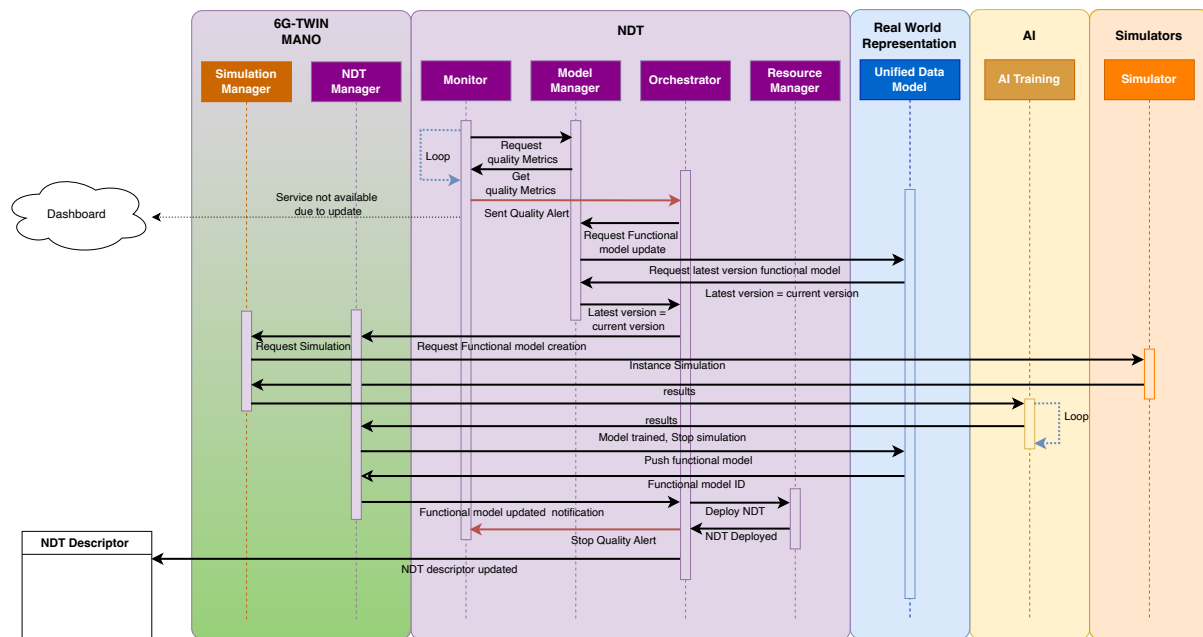 6G-TWIN
MANO
NDT
Real World
Representation
AI
Simulators
Simulation
Manager
NDT
Manager
Monitor
Model
Manager
Orchestrator
Resource
Manager
Unified Data
Model
AI Training
Simulator
Loop
Request
quality Metrics
Get
quality Metrics
Service not available
due to update
Dashboard
Sent Quality Alert
Request Functional
model update
Request latest version functional model
Latest version = current version
Latest version =
current version
Request Simulation
Request Functional model creation
Instance Simulation
results
results
Loop
Model trained, Stop simulation
Push functional model
Functional model ID
Functional model updated notification
Deploy NDT
Stop Quality Alert
NDT Deployed
NDT Descriptor
NDT descriptor updated